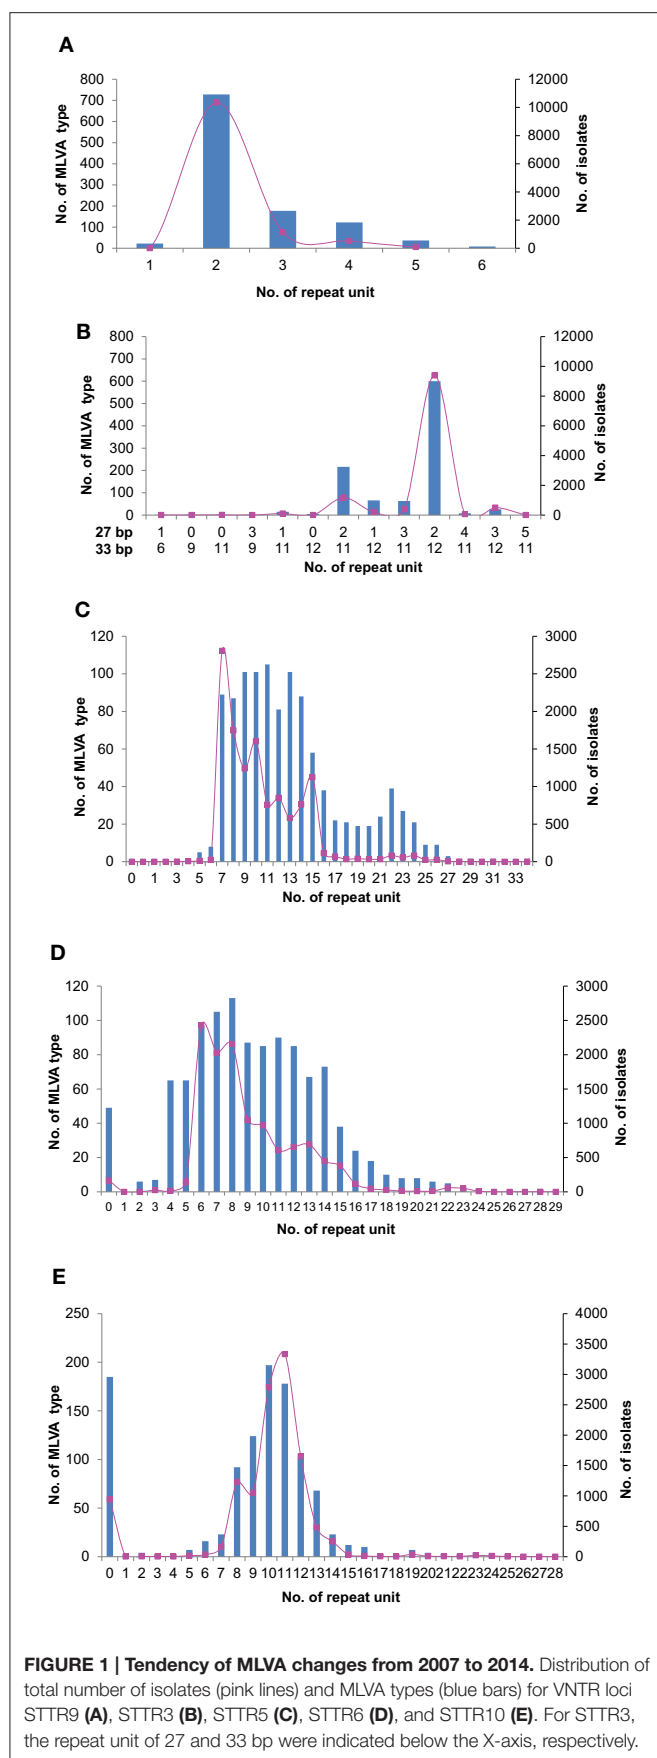 A
800
700
600
500
400
300
200
100
0
No. of MLVA type
12000
10000
8000
6000
4000
2000
0
No. of isolates
1 2 3 4 5 6
No. of repeat unit
B
800
700
600
500
400
300
200
100
0
No. of MLVA type
12000
10000
8000
6000
4000
2000
0
No. of isolates
27 bp 1 0 0 3 1 0 2 1 3 2 4 3 5
33 bp 6 9 11 9 11 12 11 12 11 12 11 12 11
No. of repeat unit
C
120
100
80
60
40
20
0
No. of MLVA type
3000
2500
2000
1500
1000
500
0
No. of isolates
0 1 3 5 7 9 11 13 15 17 19 21 23 25 27 29 31 33
No. of repeat unit
D
120
100
80
60
40
20
0
No. of MLVA type
3000
2500
2000
1500
1000
500
0
No. of isolates
0 1 2 3 4 5 6 7 8 9 10 11 12 13 14 15 16 17 18 19 20 21 22 23 24 25 26 27 28 29
No. of repeat unit
E
250
200
150
100
50
0
No. of MLVA type
4000
3500
3000
2500
2000
1500
1000
500
0
No. of isolates
0 1 2 3 4 5 6 7 8 9 10 11 12 13 14 15 16 17 18 19 20 21 22 23 24 25 26 27 28
No. of repeat unit
FIGURE 1 | Tendency of MLVA changes from 2007 to 2014. Distribution of
total number of isolates (pink lines) and MLVA types (blue bars) for VNTR loci
STTR9 (A), STTR3 (B), STTR5 (C), STTR6 (D), and STTR10 (E). For STTR3,
the repeat unit of 27 and 33 bp were indicated below the X-axis, respectively.